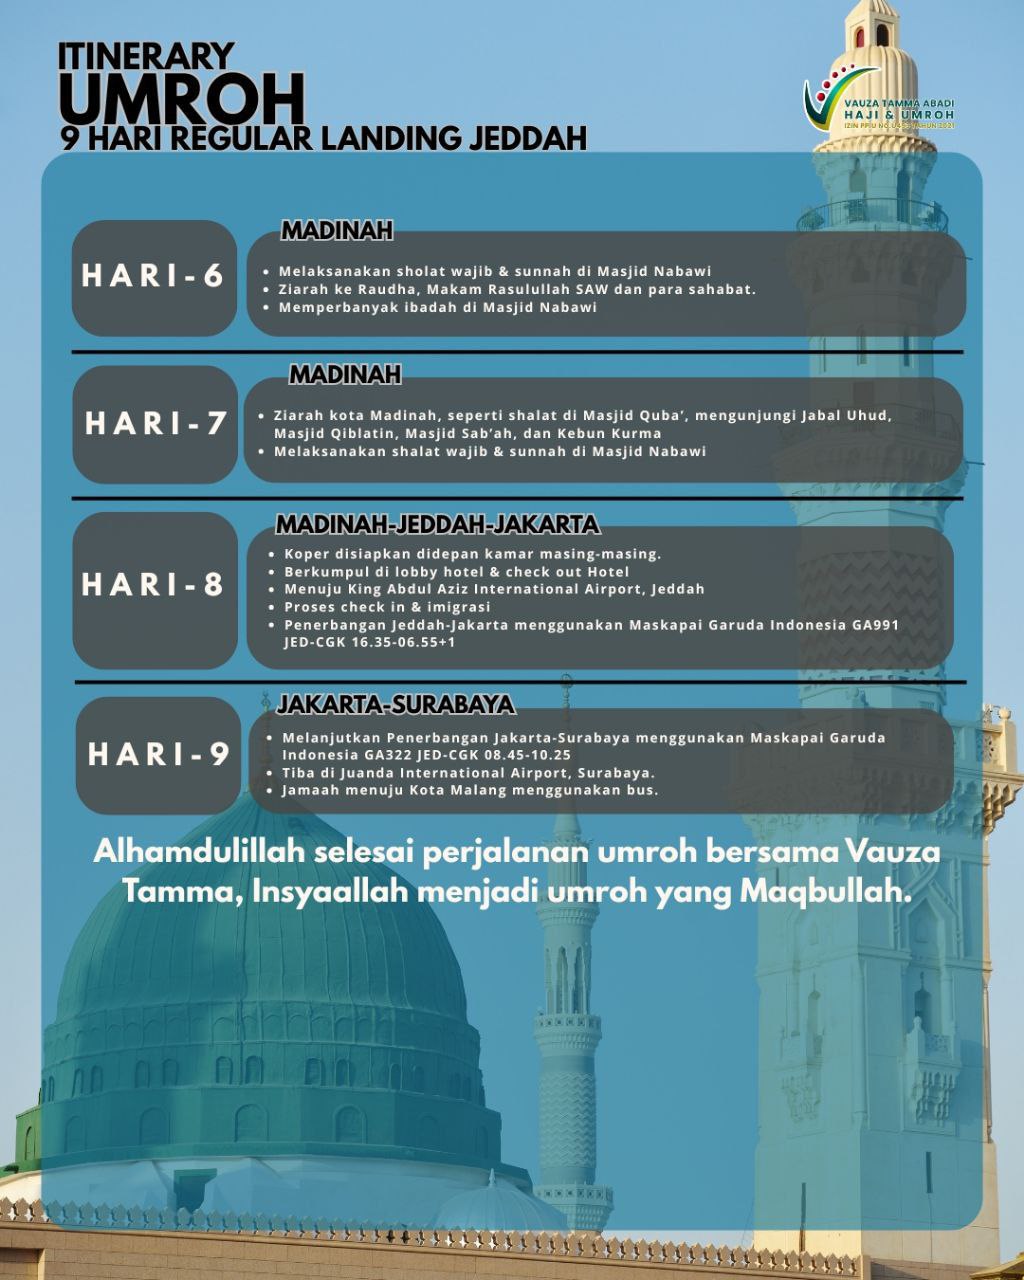 ITINERARY
UMROH
9 HARI REGULAR LANDING JEDDAH
VAUZA TAMMA ABADI
HAJI & UMROH
HARI-6
MADINAH
• Melaksanakan sholat wajib & sunnah di Masjid Nabawi
• Ziarah ke Raudha, Makam Rasulullah SAW dan para sahabat.
• Memperbanyak ibadah di Masjid Nabawi
HARI-7
MADINAH
• Ziarah kota Madinah, seperti shalat di Masjid Quba’, mengunjungi Jabal Uhud,
Masjid Qiblatin, Masjid Sab’ah, dan Kebun Kurma
• Melaksanakan shalat wajib & sunnah di Masjid Nabawi
HARI-8
MADINAH-JEDDAH-JAKARTA
• Koper disiapkan didepan kamar masing-masing.
• Berkumpul di lobby hotel & check out Hotel
• Menuju King Abdul Aziz International Airport, Jeddah
• Proses check in & imigrasi
• Penerbangan Jeddah-Jakarta menggunakan Maskapai Garuda Indonesia GA991
JED-CGK 16.35-06.55+1
HARI-9
JAKARTA-SURABAYA
• Melanjutkan Penerbangan Jakarta-Surabaya menggunakan Maskapai Garuda
Indonesia GA322 JED-CGK 08.45-10.25
• Tiba di Juanda International Airport, Surabaya.
• Jamaah menuju Kota Malang menggunakan bus.
Alhamdulillah selesai perjalanan umroh bersama Vauza
Tamma, Insyaallah menjadi umroh yang Maqbullah.